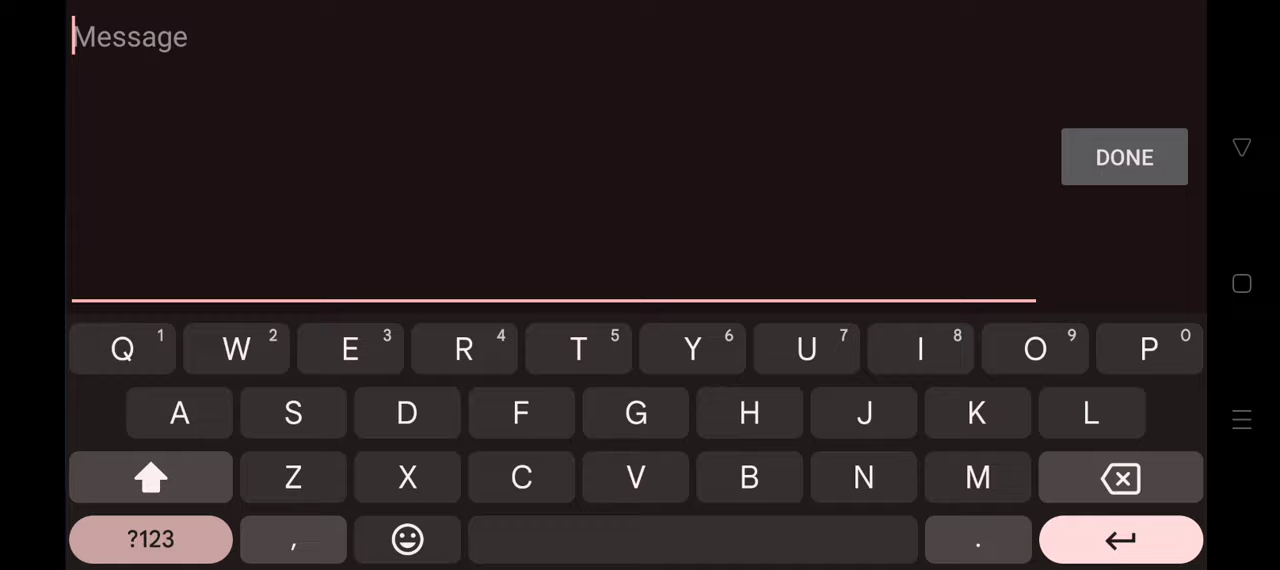 Message
DONE
Q 1 W 2 E 3 R 4 T 5 Y 6 U 7 I 8 O 9 P 0
A S D F G H J K L
Z X C V B N M
?123 , .